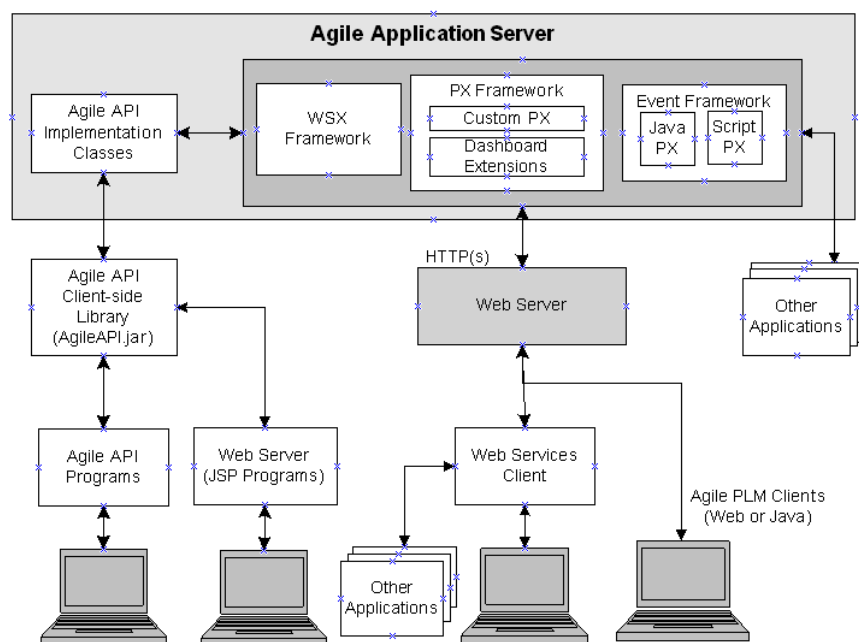 Agile Application Server
Agile API
Implementation
Classes
WSX
Framework
PX Framework
Custom PX
Dashboard
Extensions
Event Framework
Java
PX
Script
PX
HTTP(s)
Agile API
Client-side
Library
(AgileAPI.jar)
Web Server
Other
Applications
Agile API
Programs
Web Server
(JSP Programs)
Web Services
Client
Agile PLM Clients
(Web or Java)
Other
Applications